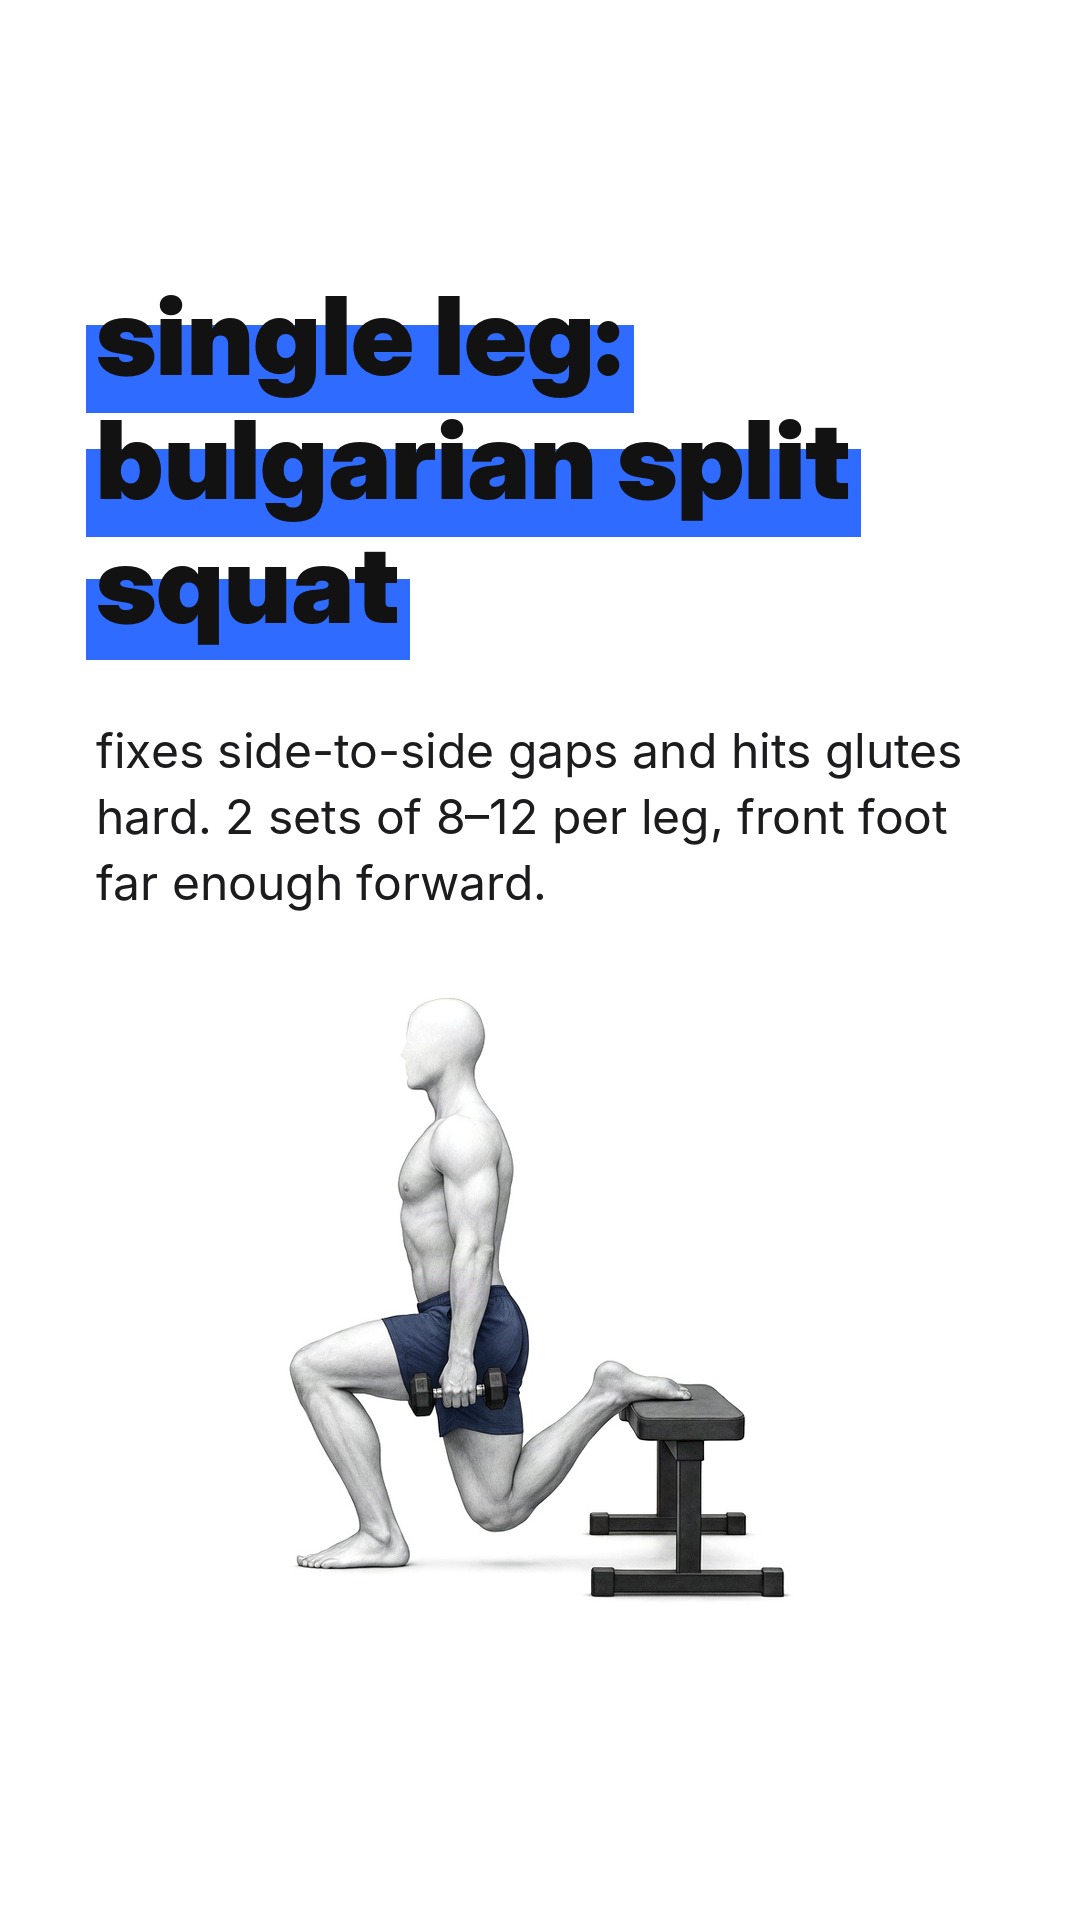 single leg:
bulgarian split
squat
fixes side-to-side gaps and hits glutes
hard. 2 sets of 8–12 per leg, front foot
far enough forward.